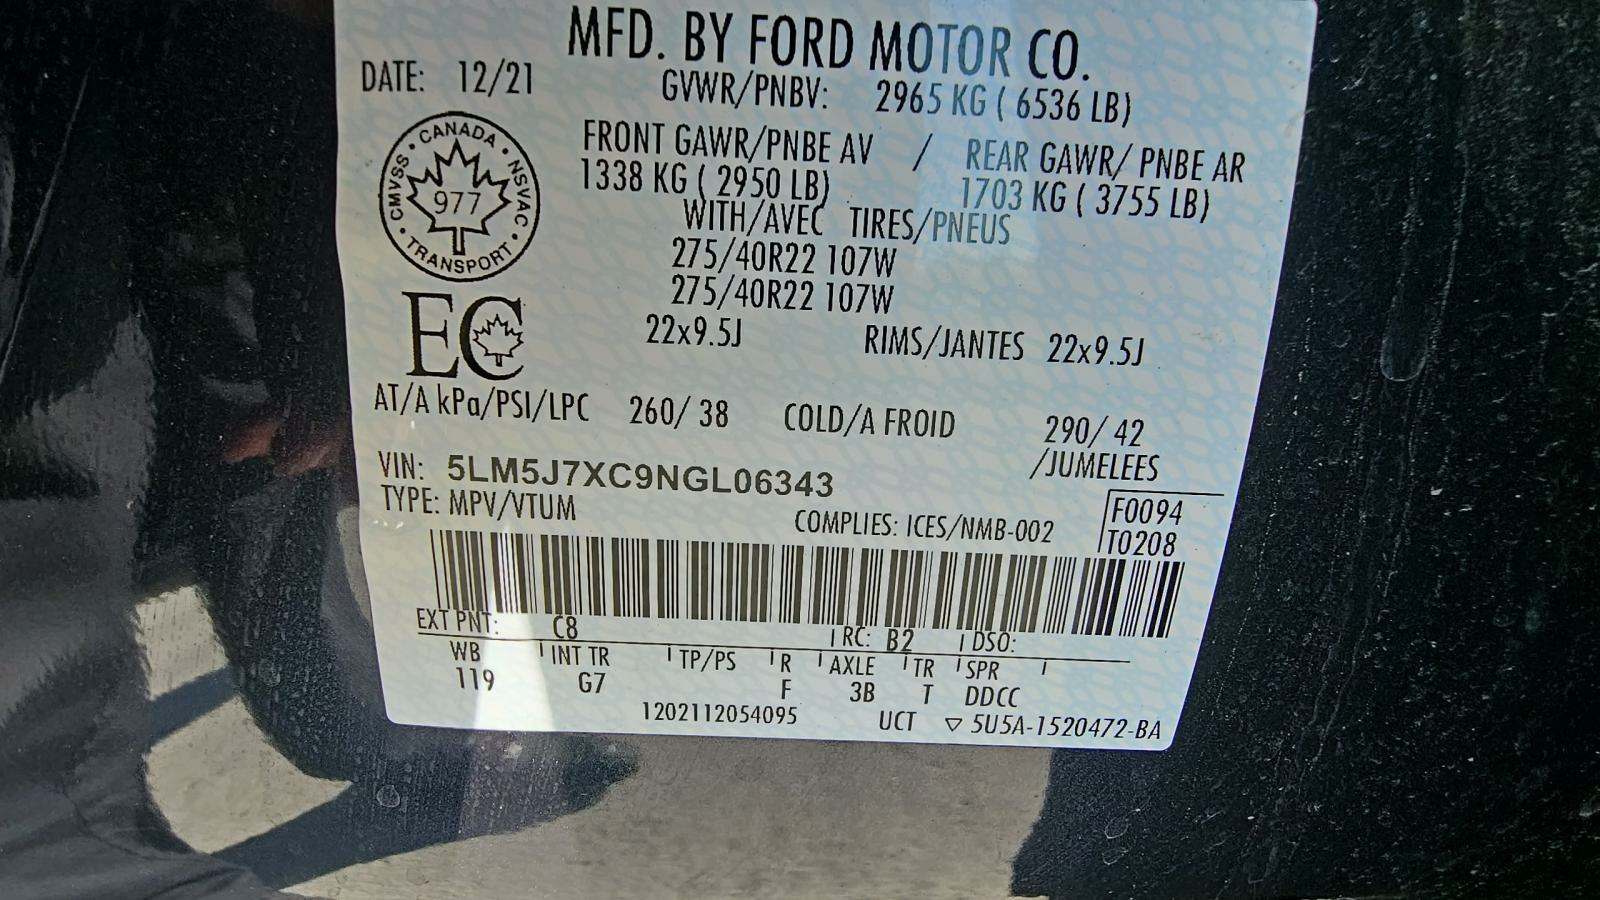 MFD. BY FORD MOTOR CO.
DATE: 12/21
GVWR/PNBV: 2965 KG ( 6536 LB)
CANADA
CMVSS
NSVAC
TRANSPORT
977
FRONT GAWR/PNBE AV / REAR GAWR/ PNBE AR
1338 KG ( 2950 LB) 1703 KG ( 3755 LB)
WITH/AVEC TIRES/PNEUS
275/40R22 107W
275/40R22 107W
22x9.5J RIMS/JANTES 22x9.5J
EC
AT/A kPa/PSI/LPC 260/ 38 COLD/A FROID 290/ 42
/JUMELEES
VIN: 5LM5J7XC9NGL06343
TYPE: MPV/VTUM
COMPLIES: ICES/NMB-002
F0094
T0208
EXT PNT: C8 RC: B2 DSO:
WB INT TR TP/PS R AXLE TR SPR
119 G7 F 3B T DDCC
1202112054095 UCT ▽ 5U5A-1520472-BA